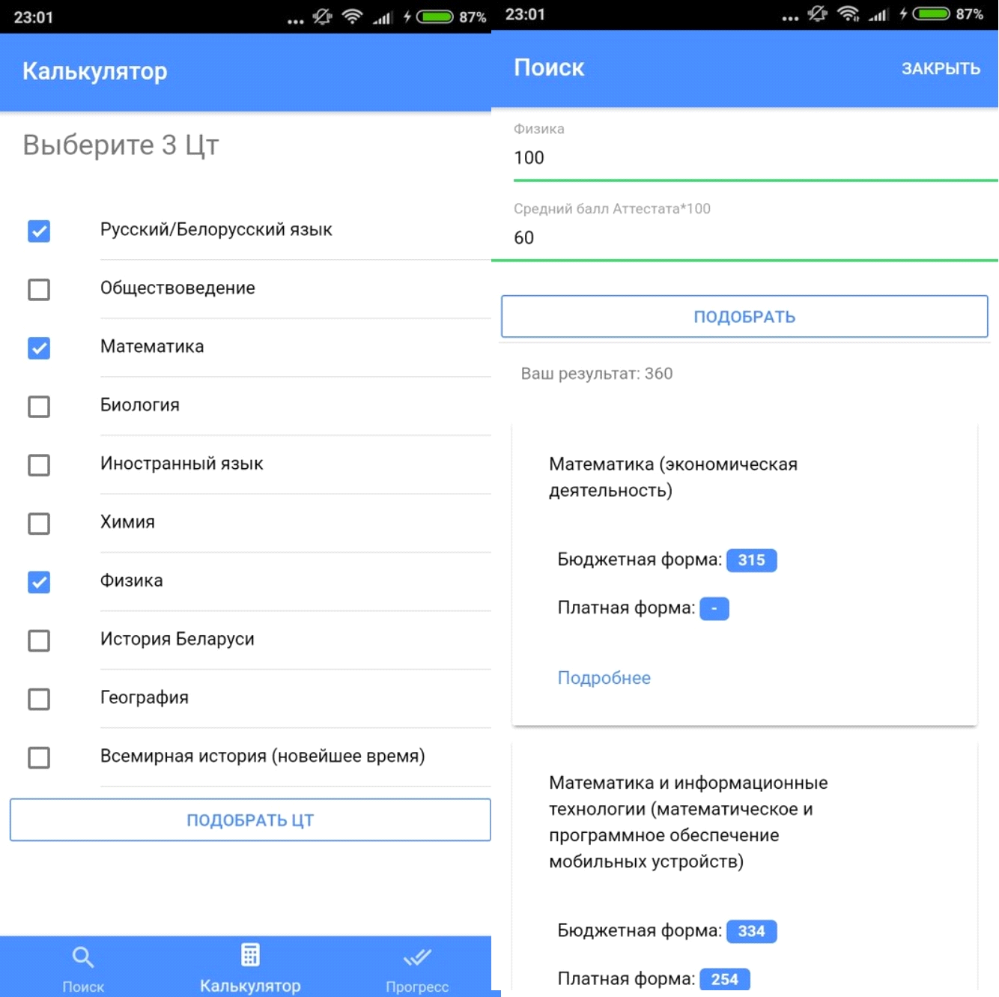 23:01
87%
Калькулятор
Выберите 3 Цт
Русский/Белорусский язык
Обществоведение
Математика
Биология
Иностранный язык
Химия
Физика
История Беларуси
География
Всемирная история (новейшее время)
ПОДОБРАТЬ ЦТ
Поиск
Калькулятор
Прогресс
23:01
87%
Поиск
ЗАКРЫТЬ
Физика
100
Средний балл Аттестата*100
60
ПОДОБРАТЬ
Ваш результат: 360
Математика (экономическая
деятельность)
Бюджетная форма: 315
Платная форма: -
Подробнее
Математика и информационные
технологии (математическое и
программное обеспечение
мобильных устройств)
Бюджетная форма: 334
Платная форма: 254